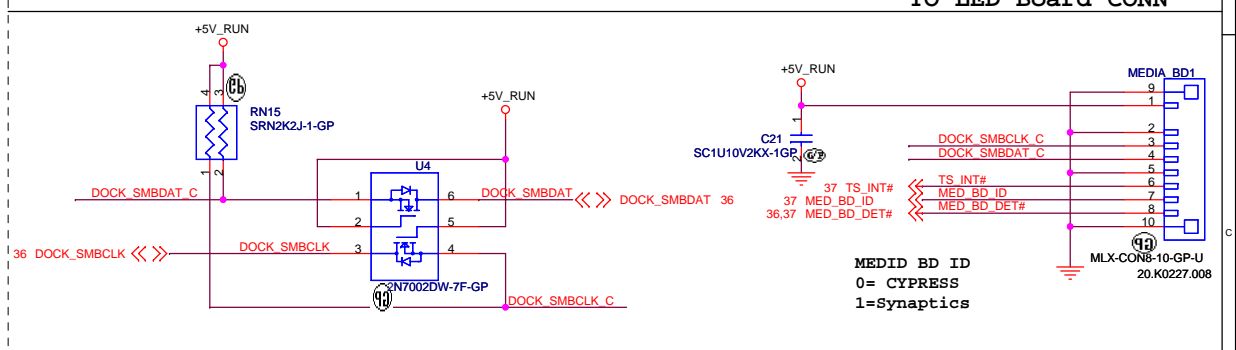 TO LED Board CONN
+5V_RUN
4
3
RN15
SRN2K2J-1-GP
1
2
+5V_RUN
U4
DOCK_SMBDAT_C
1
6
DOCK_SMBDAT
DOCK_SMBDAT 36
2
5
36 DOCK_SMBCLK
DOCK_SMBCLK
3
4
2N7002DW-7F-GP
DOCK_SMBCLK_C
+5V_RUN
1
C21
SC1U10V2KX-1GP
2
MEDIA_BD1
9
1
2
DOCK_SMBCLK_C
3
DOCK_SMBDAT_C
4
5
37 TS_INT#
TS_INT#
6
37 MED_BD_ID
MED_BD_ID
7
36,37 MED_BD_DET#
MED_BD_DET#
8
10
MLX-CON8-10-GP-U
20.K0227.008
MEDID BD ID
0= CYPRESS
1=Synaptics
C